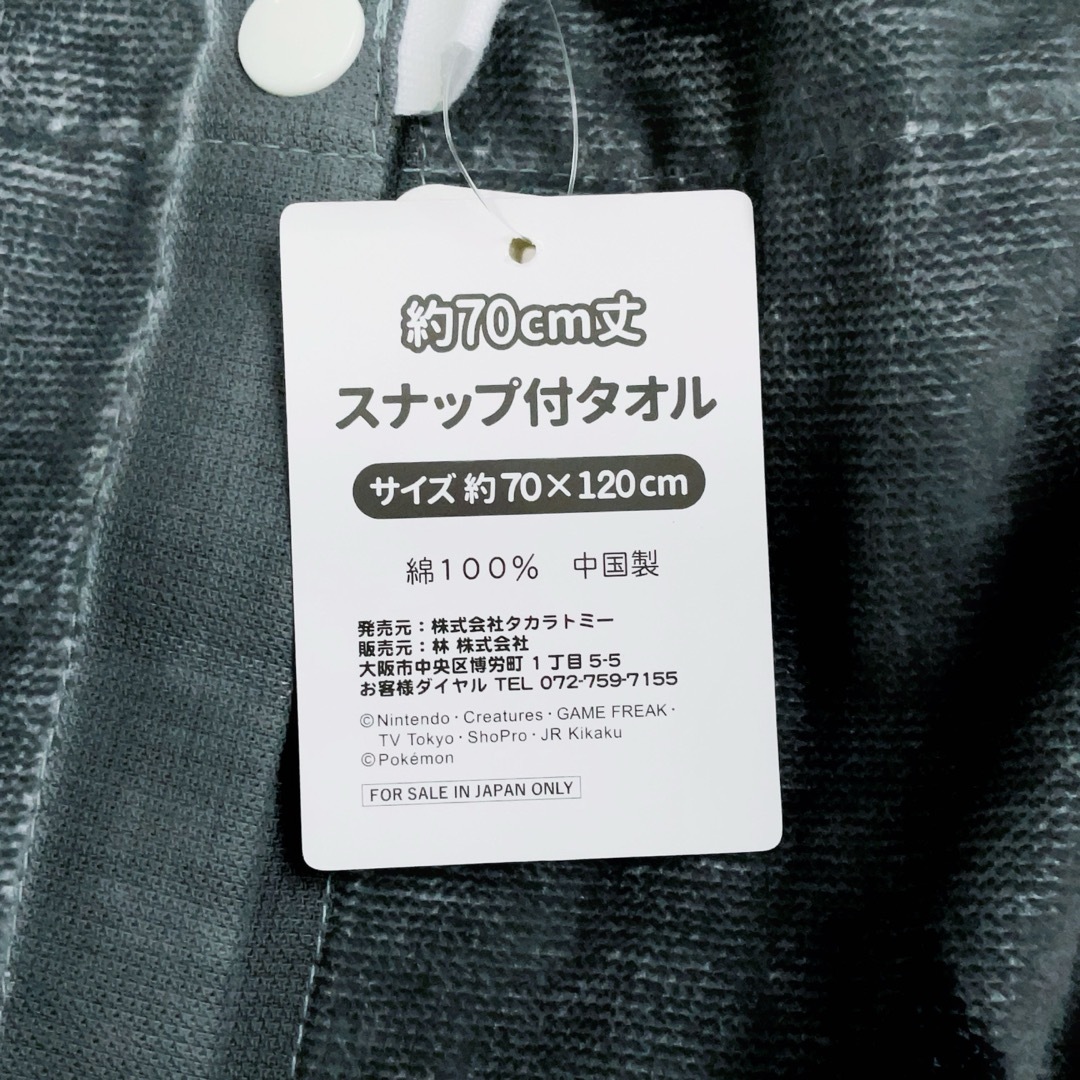 約70cm丈
スナップ付タオル
サイズ 約70×120cm
綿100%　中国製
発売元：株式会社タカラトミー
販売元：林 株式会社
大阪市中央区博労町1丁目5-5
お客様ダイヤル TEL 072-759-7155
©Nintendo・Creatures・GAME FREAK・
TV Tokyo・ShoPro・JR Kikaku
©Pokémon
FOR SALE IN JAPAN ONLY